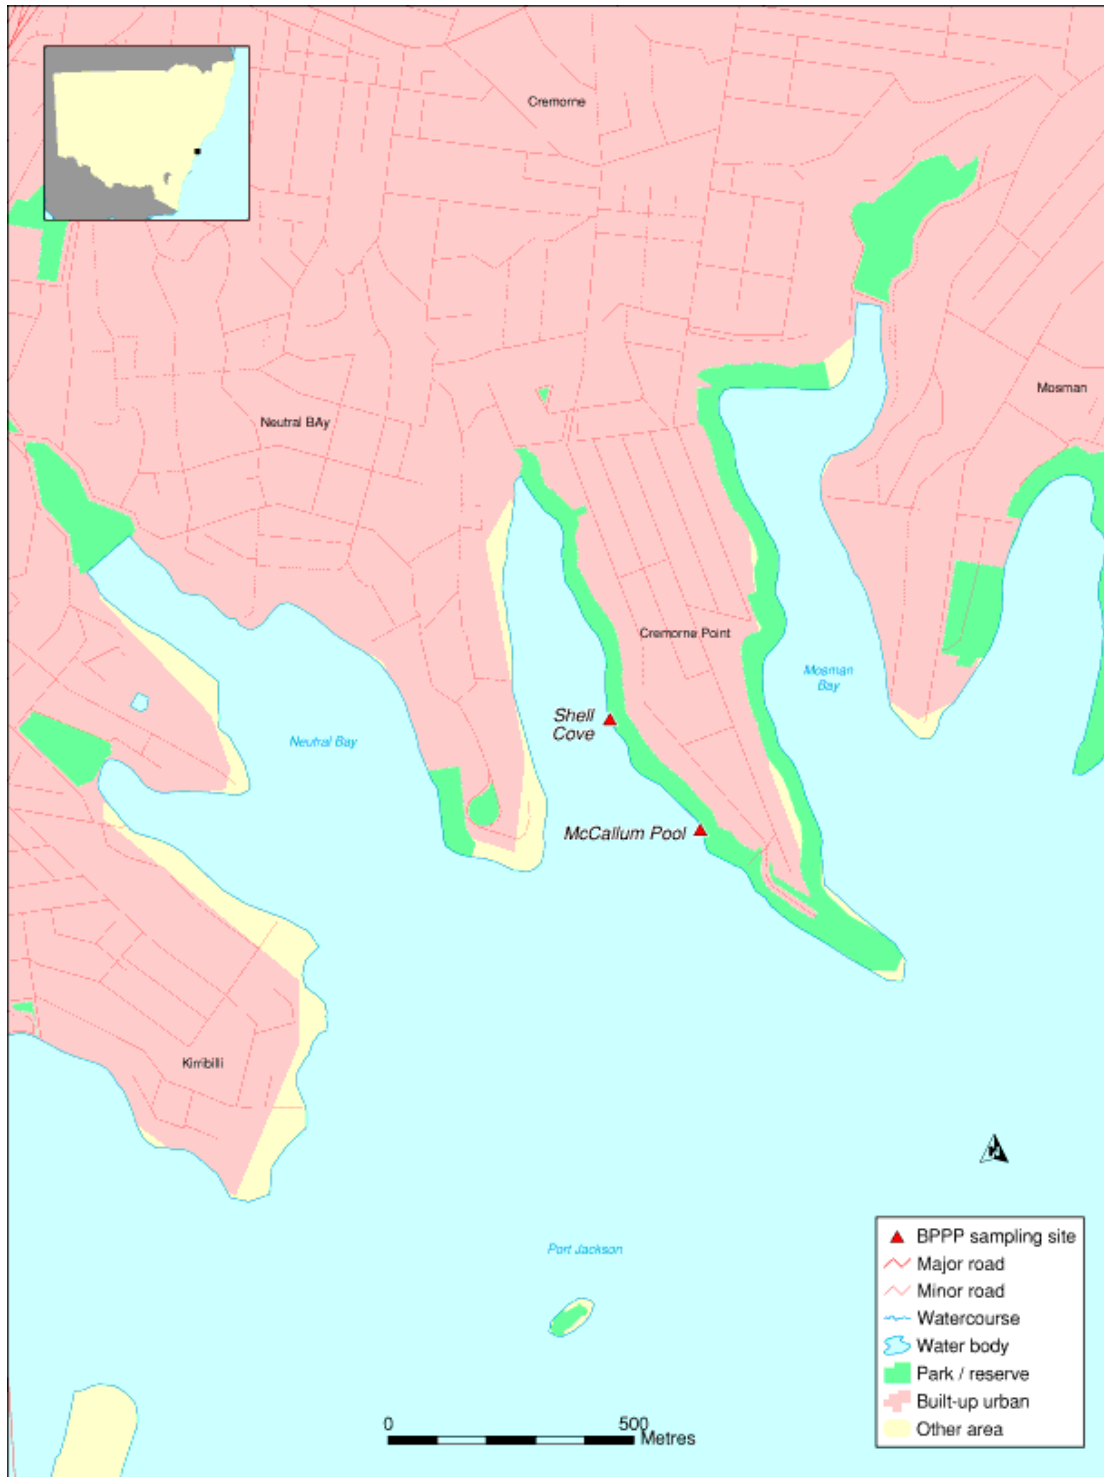 Cremorne
Mosman
Neutral BAy
Cremorne Point
Mosman
Bay
Shell
Cove
Neutral Bay
McCallum Pool
Kirribilli
Port Jackson
BPPP sampling site
Major road
Minor road
Watercourse
Water body
Park / reserve
Built-up urban
Other area
0 500
Metres